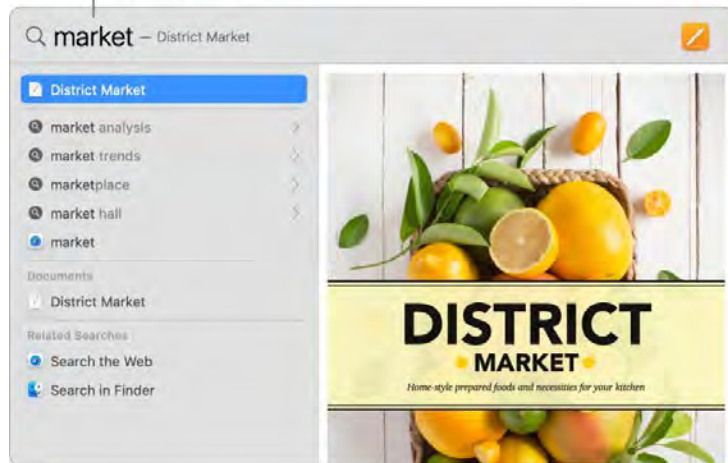 market – District Market
District Market
market analysis
market trends
marketplace
market hall
market
Documents
District Market
Related Searches
Search the Web
Search in Finder
DISTRICT
MARKET
Home-style prepared foods and necessities for your kitchen